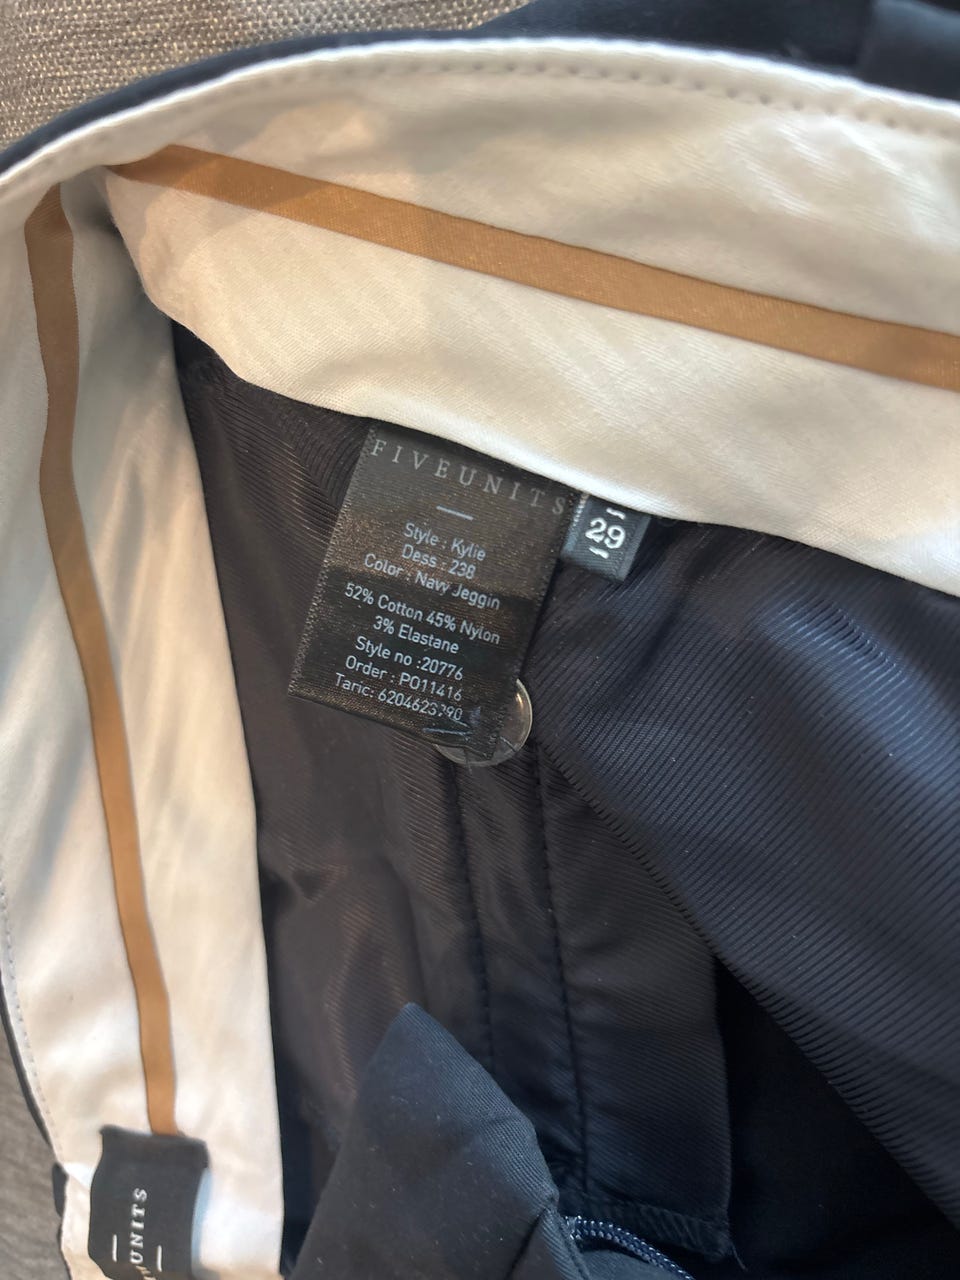 FIVEUNITS
Style : Kylie
Dess : 238
Color : Navy Jeggin
52% Cotton 45% Nylon
3% Elastane
Style no :20776
Order : PO11416
29
UNITS